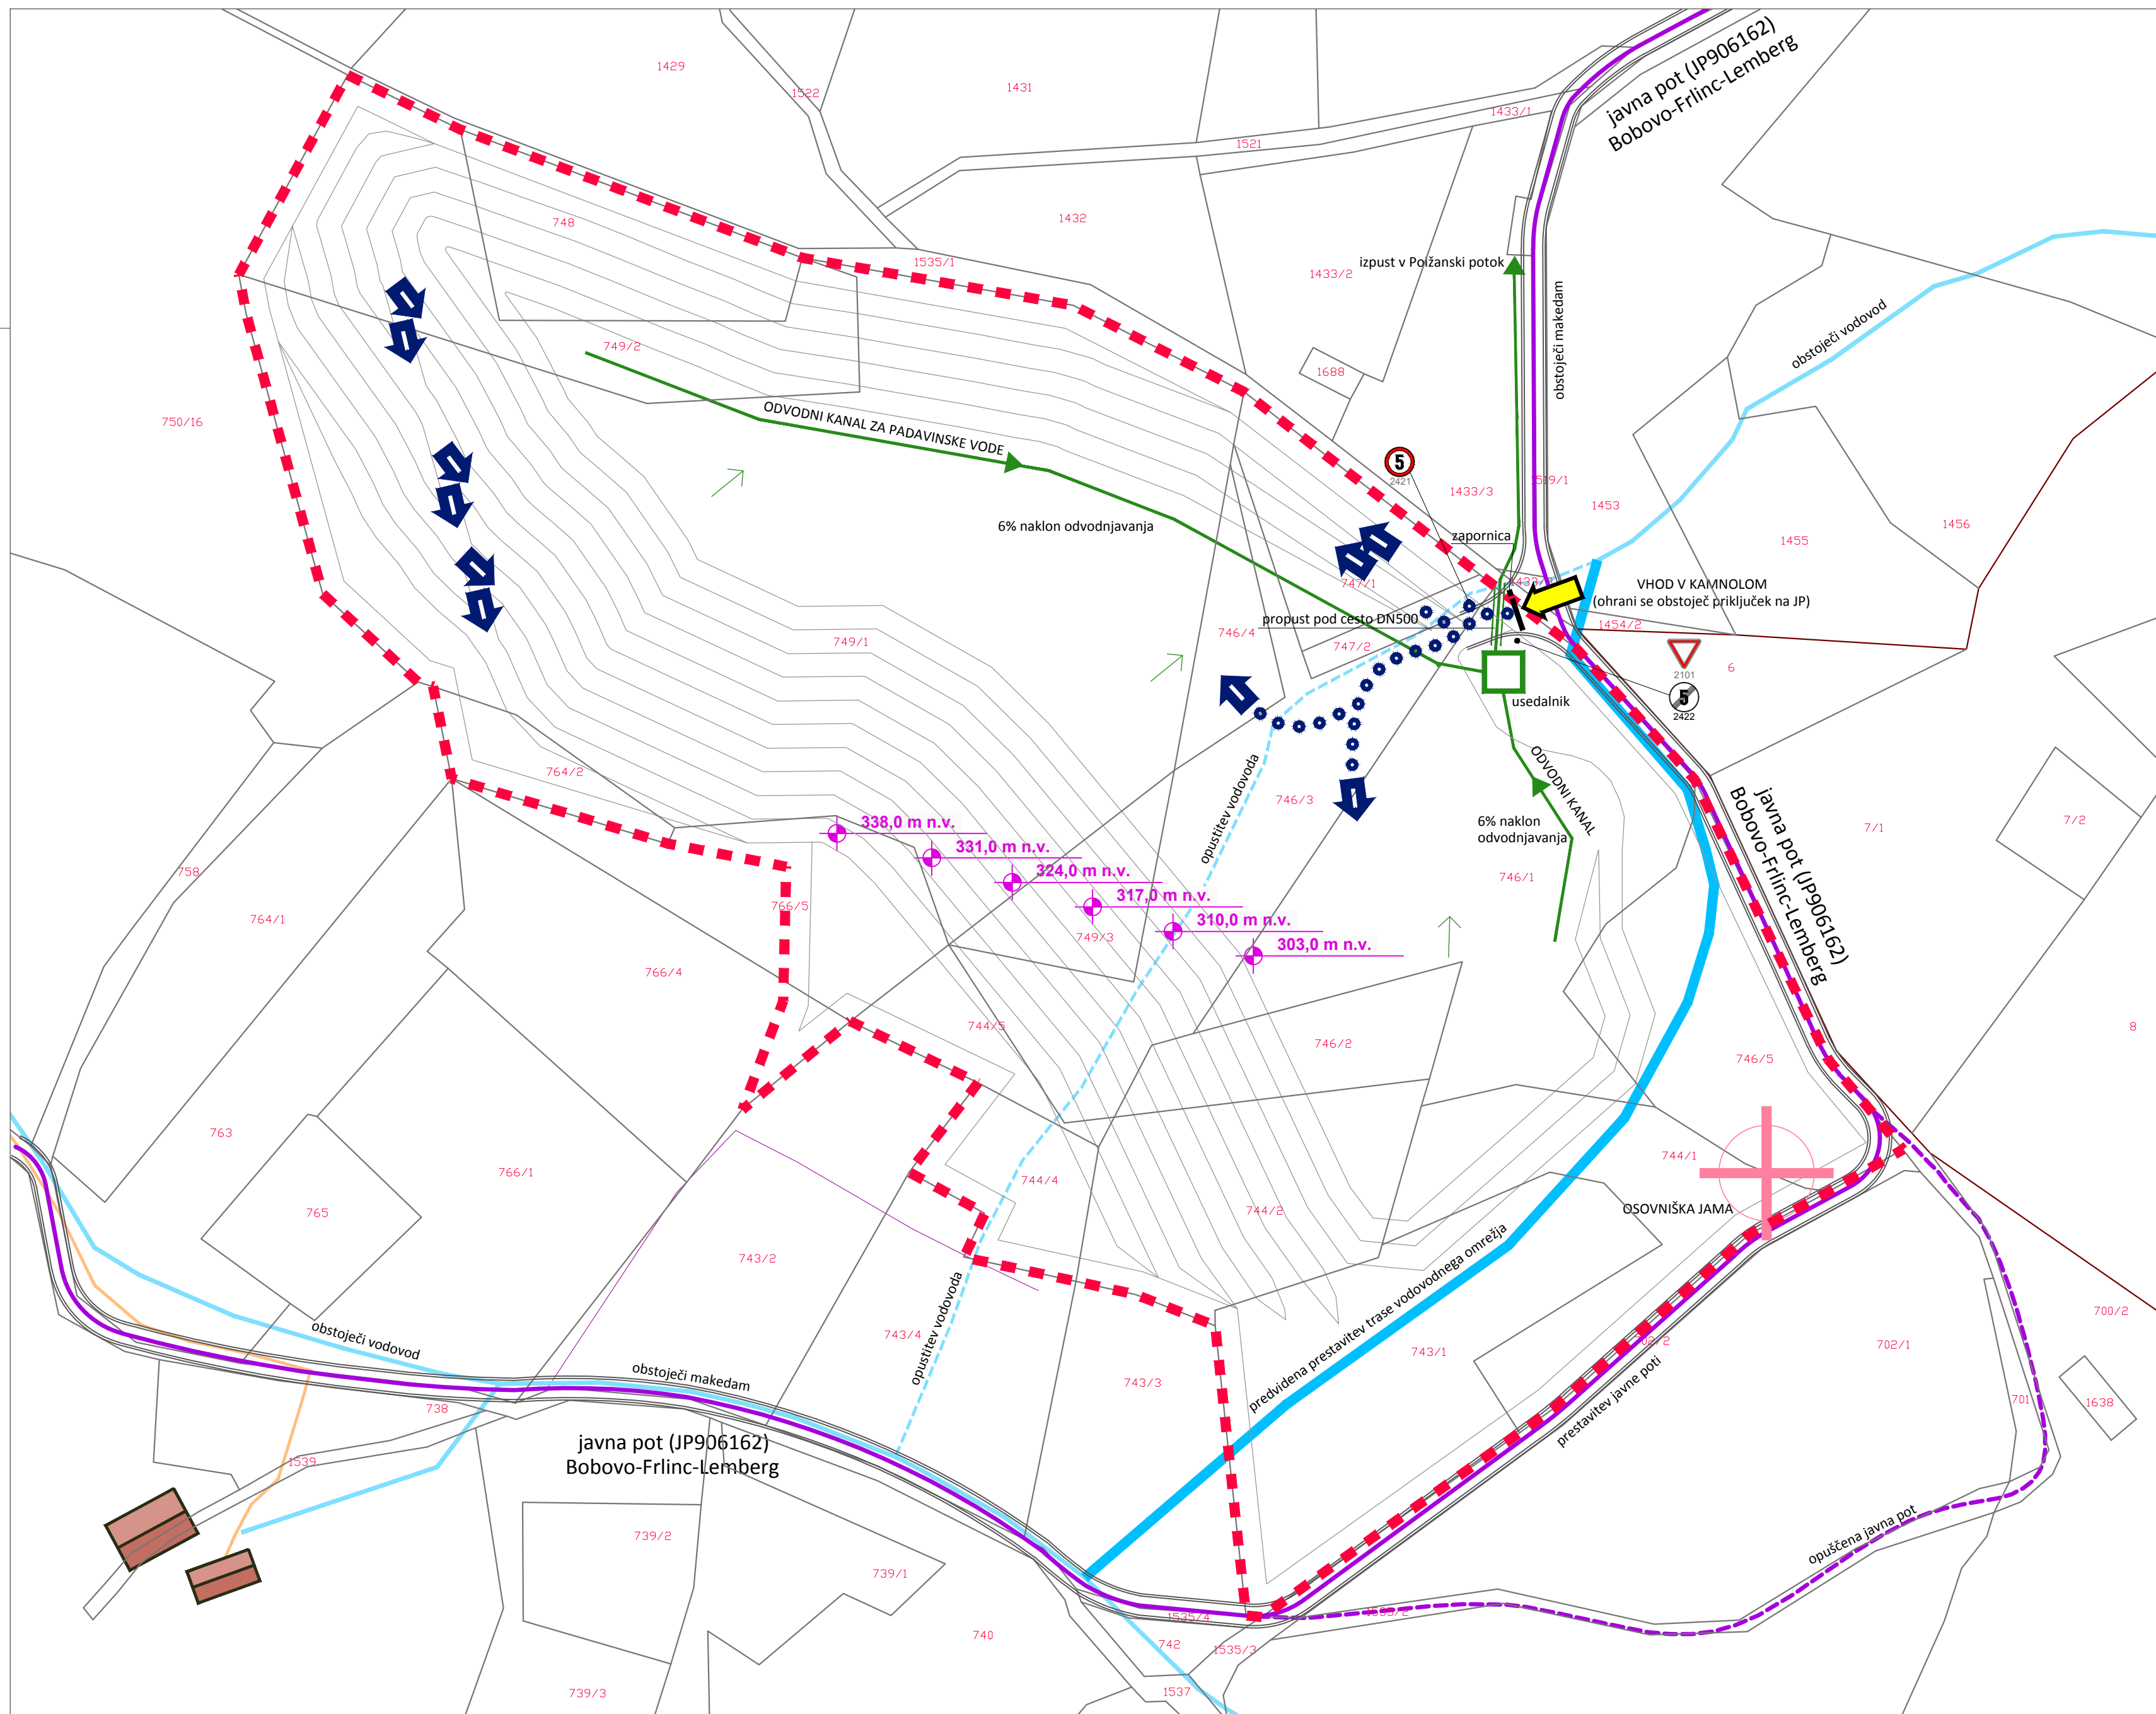 javna pot (JP906162)
Bobovo-Frlinc-Lemberg
1429
1522
1431
1433/1
1521
748
1432
1535/1
1433/2
izpust v Polžanski potok
obstoječi makedam
obstoječi vodovod
749/2
1688
750/16
ODVODNI KANAL ZA PADAVINSKE VODE
5
2421
1433/3
1519/1
1453
1456
1455
6% naklon odvodnjavanja
zapornica
747/1
VHOD V KAMNOLOM
(ohrani se obstoječ priključek na JP)
propust pod cesto DN500
1454/2
746/4
747/2
749/1
6
2101
5
2422
usedalnik
ODVODNI KANAL
764/2
opustitev vodovoda
746/3
6% naklon
odvodnjavanja
javna pot (JP906162)
Bobovo-Frlinc-Lemberg
7/1
7/2
338,0 m n.v.
331,0 m n.v.
324,0 m n.v.
317,0 m n.v.
310,0 m n.v.
303,0 m n.v.
758
764/1
766/5
749/3
746/1
766/4
744/5
746/2
746/5
8
763
766/1
765
744/4
744/1
744/2
OSOVNIŠKA JAMA
743/2
predvidena prestavitev trase vodovodnega omrežja
opustitev vodovoda
743/4
743/3
743/1
702/1
700/2
701
1638
prestavitev javne poti
obstoječi vodovod
obstoječi makedam
738
1539
javna pot (JP906162)
Bobovo-Frlinc-Lemberg
739/2
739/1
opuščena javna pot
1535/4
740
742
1535/3
739/3
1537